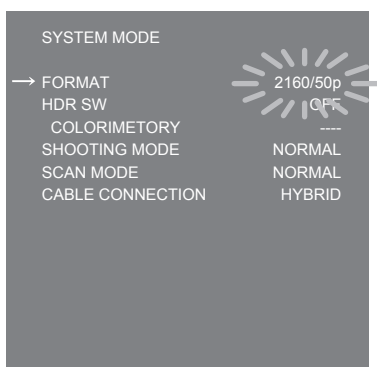 SYSTEM MODE
→ FORMAT 2160/50p
HDR SW OFF
COLORIMETORY ----
SHOOTING MODE NORMAL
SCAN MODE NORMAL
CABLE CONNECTION HYBRID